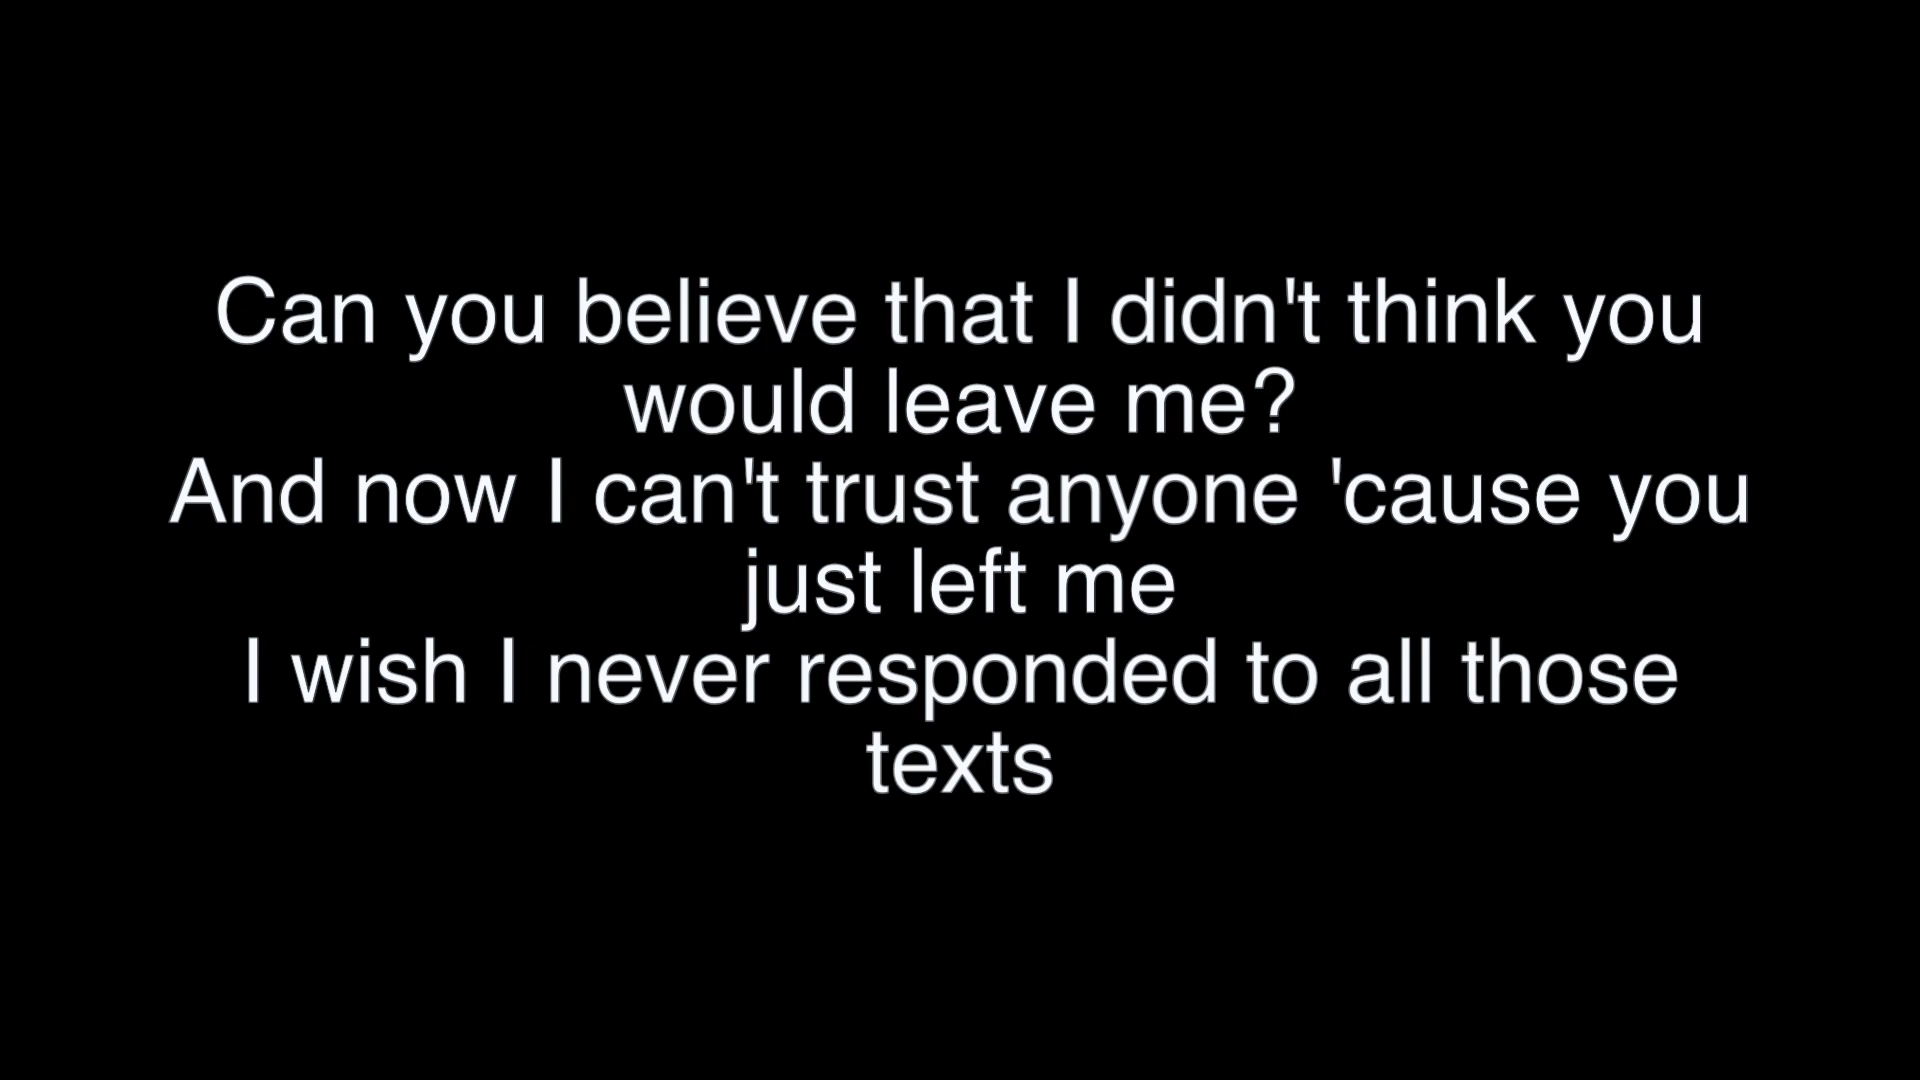 Can you believe that I didn't think you
would leave me?
And now I can't trust anyone 'cause you
just left me
I wish I never responded to all those
texts